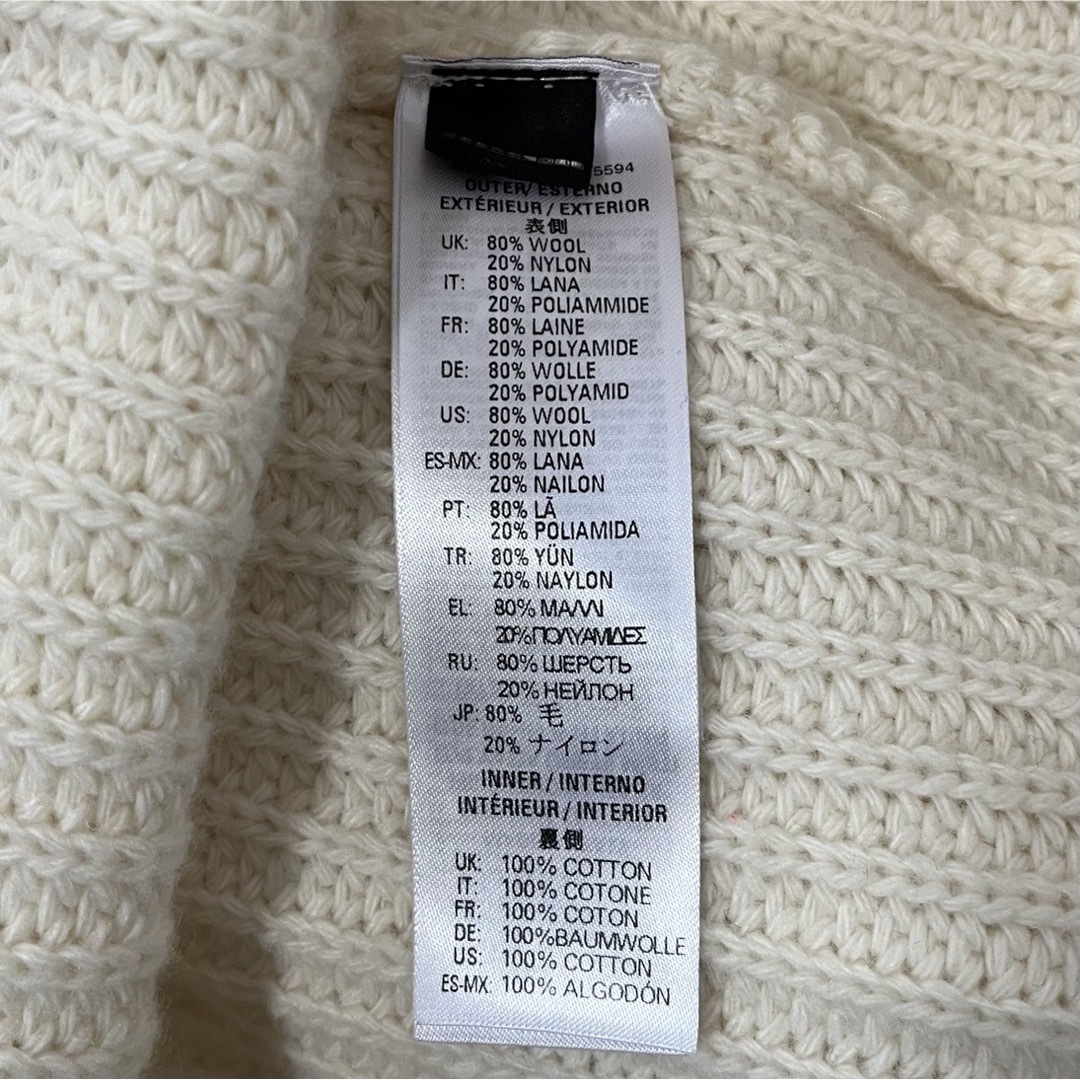 5594
OUTER/ESTERNO
EXTÉRIEUR/EXTERIOR
表側
UK: 80% WOOL
20% NYLON
IT: 80% LANA
20% POLIAMMIDE
FR: 80% LAINE
20% POLYAMIDE
DE: 80% WOLLE
20% POLYAMID
US: 80% WOOL
20% NYLON
ES-MX: 80% LANA
20% NAILON
PT: 80% LÃ
20% POLIAMIDA
TR: 80% YÜN
20% NAYLON
EL: 80% ΜΑΛΛΙ
20% ΠΟΛΥΑΜΙΔΕΣ
RU: 80% ШЕРСТЬ
20% НЕЙЛОН
JP: 80% 毛
20% ナイロン
INNER/INTERNO
INTÉRIEUR/INTERIOR
裏側
UK: 100% COTTON
IT: 100% COTONE
FR: 100% COTON
DE: 100%BAUMWOLLE
US: 100% COTTON
ES-MX: 100% ALGODÓN